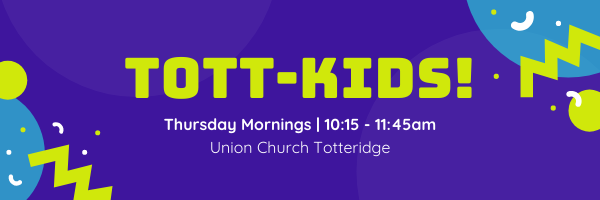 TOTT-KIDS!
Thursday Mornings | 10:15 - 11:45am
Union Church Totteridge